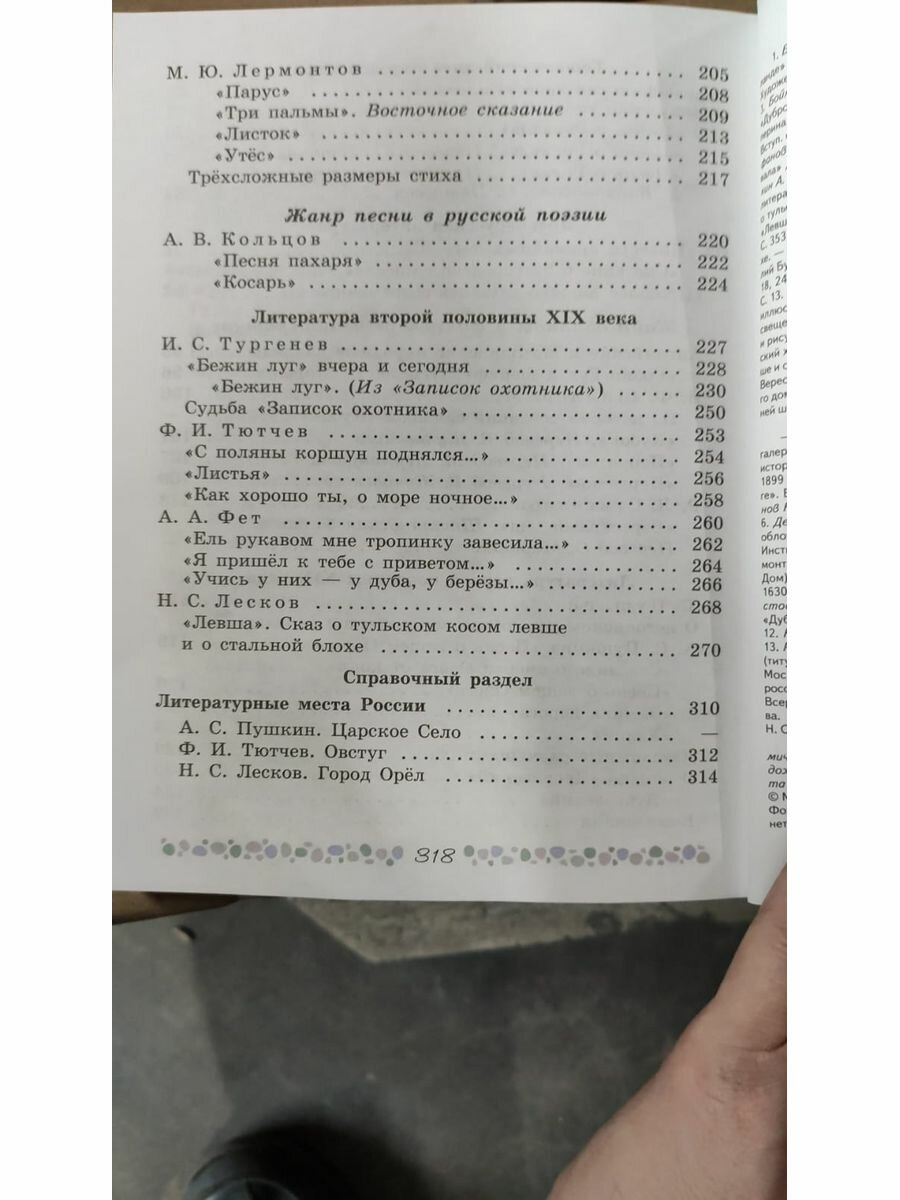 М. Ю. Лермонтов . . . . . . . . . . . . . . . . . . . . . . . . . . 205
«Парус» . . . . . . . . . . . . . . . . . . . . . . . . . . . . . 208
«Три пальмы». Восточное сказание . . . . . . . . . 209
«Листок» . . . . . . . . . . . . . . . . . . . . . . . . . . . . 213
«Утёс» . . . . . . . . . . . . . . . . . . . . . . . . . . . . . . 215
Трёхсложные размеры стиха . . . . . . . . . . . . . . . . 217
Жанр песни в русской поэзии
А. В. Кольцов . . . . . . . . . . . . . . . . . . . . . . . . . . . . 220
«Песня пахаря» . . . . . . . . . . . . . . . . . . . . . . . . 222
«Косарь» . . . . . . . . . . . . . . . . . . . . . . . . . . . . . 224
Литература второй половины XIX века
И. С. Тургенев . . . . . . . . . . . . . . . . . . . . . . . . . . . . 227
«Бежин луг» вчера и сегодня . . . . . . . . . . . . . . . . 228
«Бежин луг». (Из «Записок охотника») . . . . . . 230
Судьба «Записок охотника» . . . . . . . . . . . . . . . . . 250
Ф. И. Тютчев . . . . . . . . . . . . . . . . . . . . . . . . . . . . . 253
«С поляны коршун поднялся...» . . . . . . . . . . . . . 254
«Листья» . . . . . . . . . . . . . . . . . . . . . . . . . . . . . . . 256
«Как хорошо ты, о море ночное...» . . . . . . . . . . . 258
А. А. Фет . . . . . . . . . . . . . . . . . . . . . . . . . . . . . . . . 260
«Ель рукавом мне тропинку завесила...» . . . . . . . 262
«Я пришёл к тебе с приветом...» . . . . . . . . . . . . . 264
«Учись у них — у дуба, у берёзы...» . . . . . . . . . . 266
Н. С. Лесков . . . . . . . . . . . . . . . . . . . . . . . . . . . . . . 268
«Левша». Сказ о тульском косом левше
и о стальной блохе . . . . . . . . . . . . . . . . . . . . . . . . 270
Справочный раздел
Литературные места России . . . . . . . . . . . . . . . . . . 310
А. С. Пушкин. Царское Село . . . . . . . . . . . . . . . . —
Ф. И. Тютчев. Овстуг . . . . . . . . . . . . . . . . . . . . . . 312
Н. С. Лесков. Город Орёл . . . . . . . . . . . . . . . . . . . 314
318